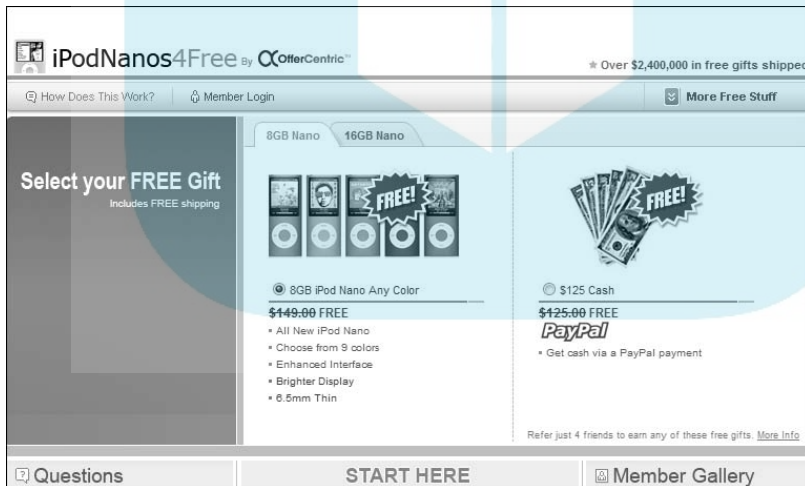 iPodNanos4Free By OfferCentric™
Over $2,400,000 in free gifts shipped
How Does This Work?
Member Login
More Free Stuff
8GB Nano
16GB Nano
Select your FREE Gift
Includes FREE shipping
FREE!
FREE!
8GB iPod Nano Any Color
$149.00 FREE
All New iPod Nano
Choose from 9 colors
Enhanced Interface
Brighter Display
6.5mm Thin
$125 Cash
$125.00 FREE
PayPal
Get cash via a PayPal payment
Refer just 4 friends to earn any of these free gifts. More Info
Questions
START HERE
Member Gallery